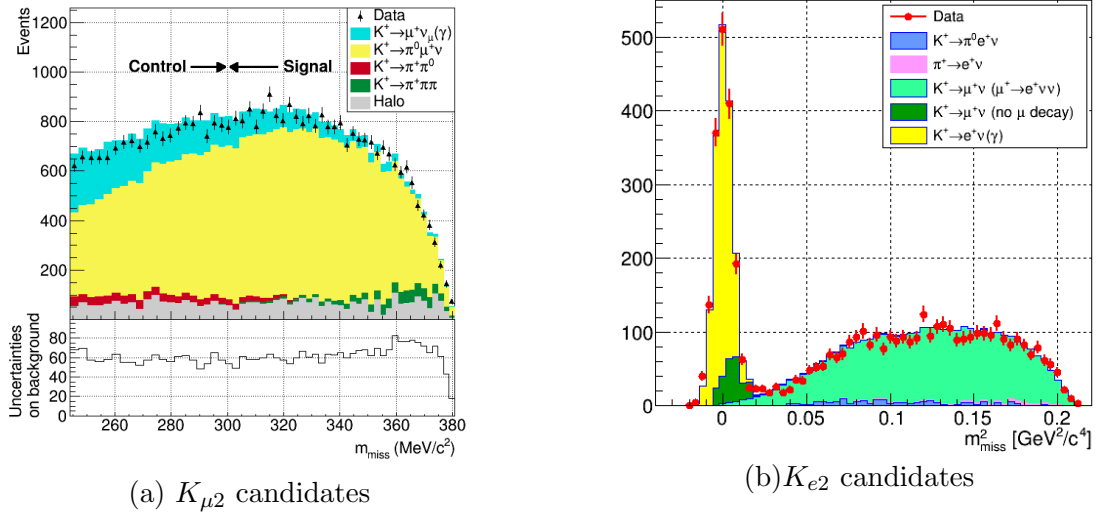 Events
1200
1000
800
600
400
200
Data
K⁺→μ⁺ν_μ(γ)
K⁺→π⁰μ⁺ν
K⁺→π⁺π⁰
K⁺→π⁺ππ
Halo
Control
Signal
Uncertainties
on background
80
60
40
20
0
260 280 300 320 340 360 380
m_miss (MeV/c²)
(a) K_μ2 candidates
500
400
300
200
100
0
Data
K⁺→π⁰e⁺ν
π⁺→e⁺ν
K⁺→μ⁺ν (μ⁺→e⁺νν)
K⁺→μ⁺ν (no μ decay)
K⁺→e⁺ν(γ)
0 0.05 0.1 0.15 0.2
m²_miss [GeV²/c⁴]
(b)K_e2 candidates